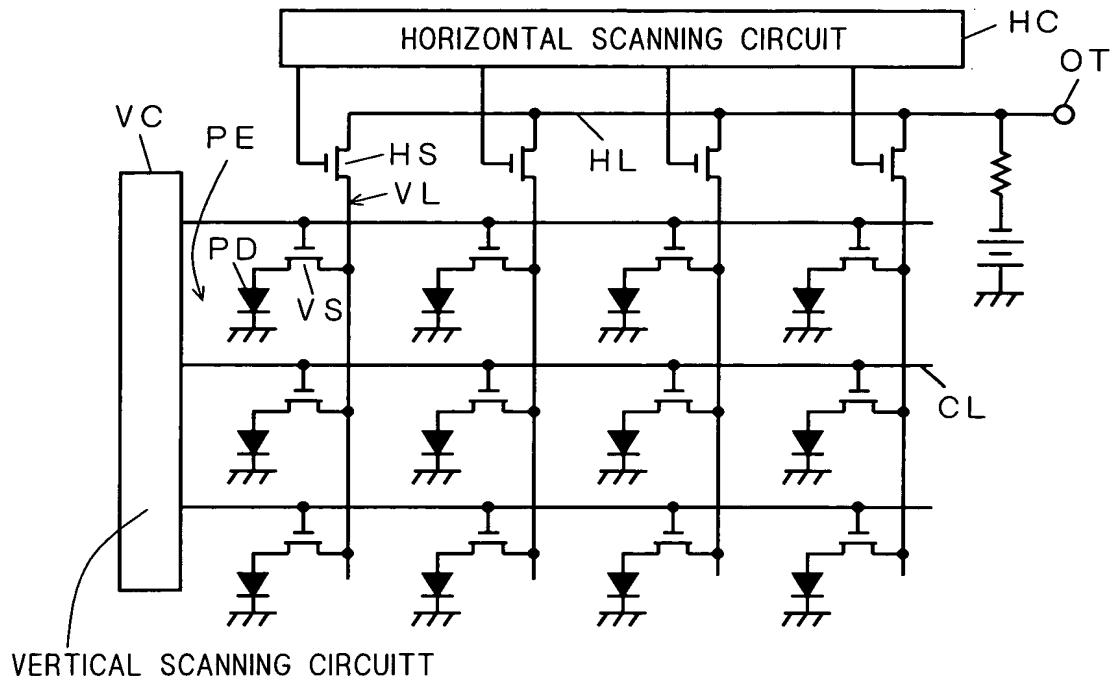 HORIZONTAL SCANNING CIRCUIT
HC
OT
VC
PE
HS
HL
VL
PD
VS
CL
VERTICAL SCANNING CIRCUITT